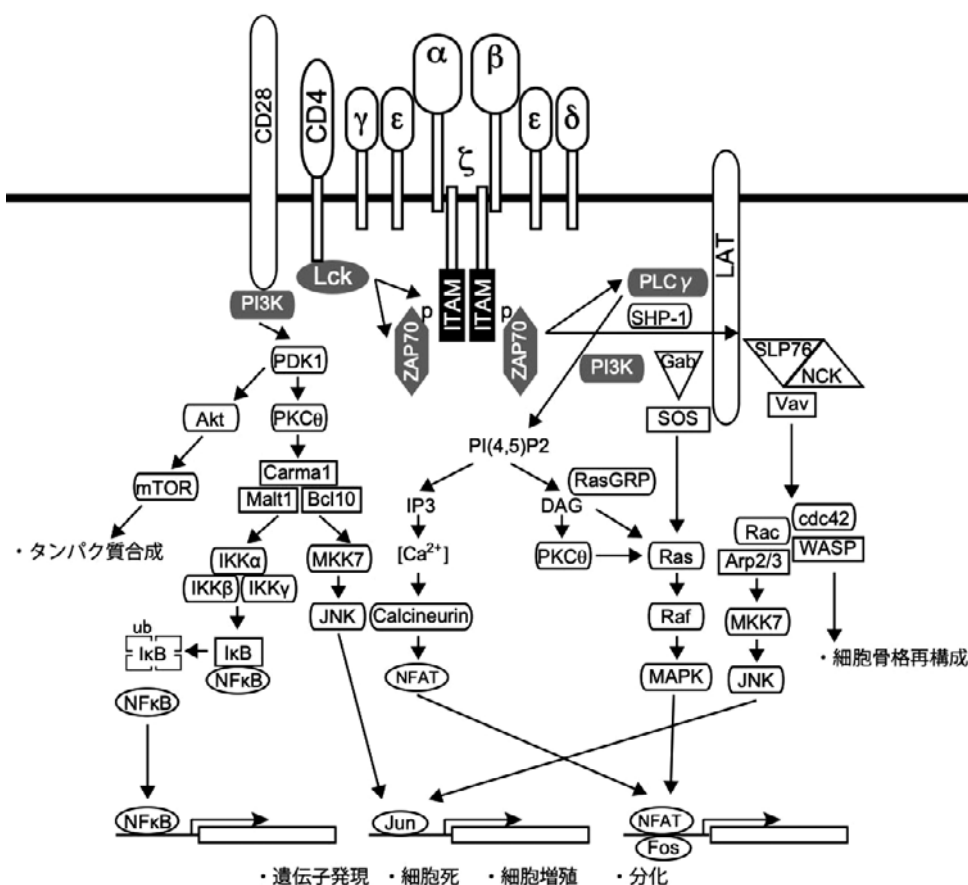 CD28
CD4
γ
ε
α
β
ε
δ
ζ
LAT
Lck
PI3K
ITAM
ITAM
p
p
ZAP70
ZAP70
PLCγ
SHP-1
PI3K
Gab
SOS
SLP76
NCK
Vav
PDK1
Akt
PKCθ
mTOR
Carma1
Malt1
Bcl10
・タンパク質合成
PI(4,5)P2
IP3
DAG
RasGRP
[Ca²⁺]
PKCθ
Ras
Rac
cdc42
Arp2/3
WASP
IKKα
IKKβ
IKKγ
MKK7
JNK
Calcineurin
Raf
MKK7
ub
IκB
IκB
NFκB
NFκB
NFAT
MAPK
JNK
・細胞骨格再構成
NFκB
Jun
NFAT
Fos
・遺伝子発現 ・細胞死 ・細胞増殖 ・分化